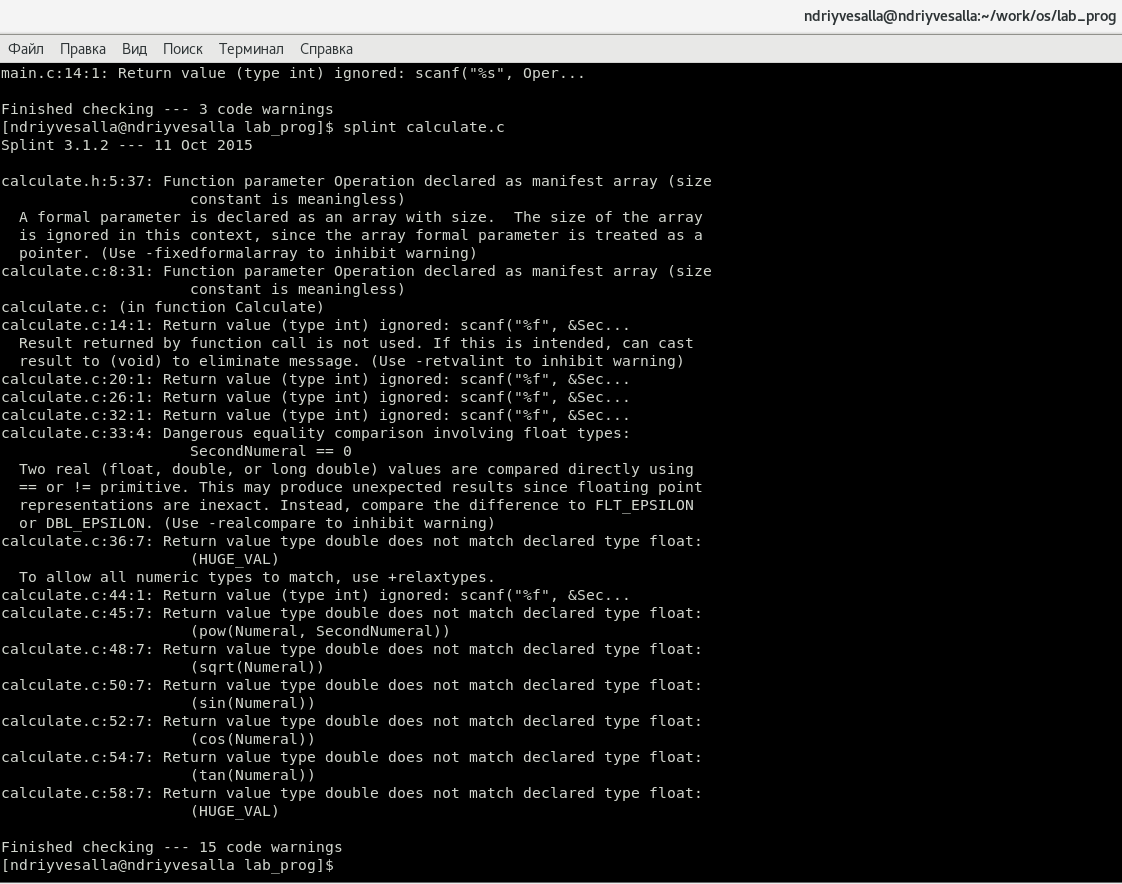 ndriyvesalla@ndriyvesalla:~/work/os/lab_prog
Файл Правка Вид Поиск Терминал Справка
main.c:14:1: Return value (type int) ignored: scanf("%s", Oper...
Finished checking --- 3 code warnings
[ndriyvesalla@ndriyvesalla lab_prog]$ splint calculate.c
Splint 3.1.2 --- 11 Oct 2015
calculate.h:5:37: Function parameter Operation declared as manifest array (size
constant is meaningless)
A formal parameter is declared as an array with size.  The size of the array
is ignored in this context, since the array formal parameter is treated as a
pointer. (Use -fixedformalarray to inhibit warning)
calculate.c:8:31: Function parameter Operation declared as manifest array (size
constant is meaningless)
calculate.c: (in function Calculate)
calculate.c:14:1: Return value (type int) ignored: scanf("%f", &Sec...
Result returned by function call is not used. If this is intended, can cast
result to (void) to eliminate message. (Use -retvalint to inhibit warning)
calculate.c:20:1: Return value (type int) ignored: scanf("%f", &Sec...
calculate.c:26:1: Return value (type int) ignored: scanf("%f", &Sec...
calculate.c:32:1: Return value (type int) ignored: scanf("%f", &Sec...
calculate.c:33:4: Dangerous equality comparison involving float types:
SecondNumeral == 0
Two real (float, double, or long double) values are compared directly using
== or != primitive. This may produce unexpected results since floating point
representations are inexact. Instead, compare the difference to FLT_EPSILON
or DBL_EPSILON. (Use -realcompare to inhibit warning)
calculate.c:36:7: Return value type double does not match declared type float:
(HUGE_VAL)
To allow all numeric types to match, use +relaxtypes.
calculate.c:44:1: Return value (type int) ignored: scanf("%f", &Sec...
calculate.c:45:7: Return value type double does not match declared type float:
(pow(Numeral, SecondNumeral))
calculate.c:48:7: Return value type double does not match declared type float:
(sqrt(Numeral))
calculate.c:50:7: Return value type double does not match declared type float:
(sin(Numeral))
calculate.c:52:7: Return value type double does not match declared type float:
(cos(Numeral))
calculate.c:54:7: Return value type double does not match declared type float:
(tan(Numeral))
calculate.c:58:7: Return value type double does not match declared type float:
(HUGE_VAL)
Finished checking --- 15 code warnings
[ndriyvesalla@ndriyvesalla lab_prog]$